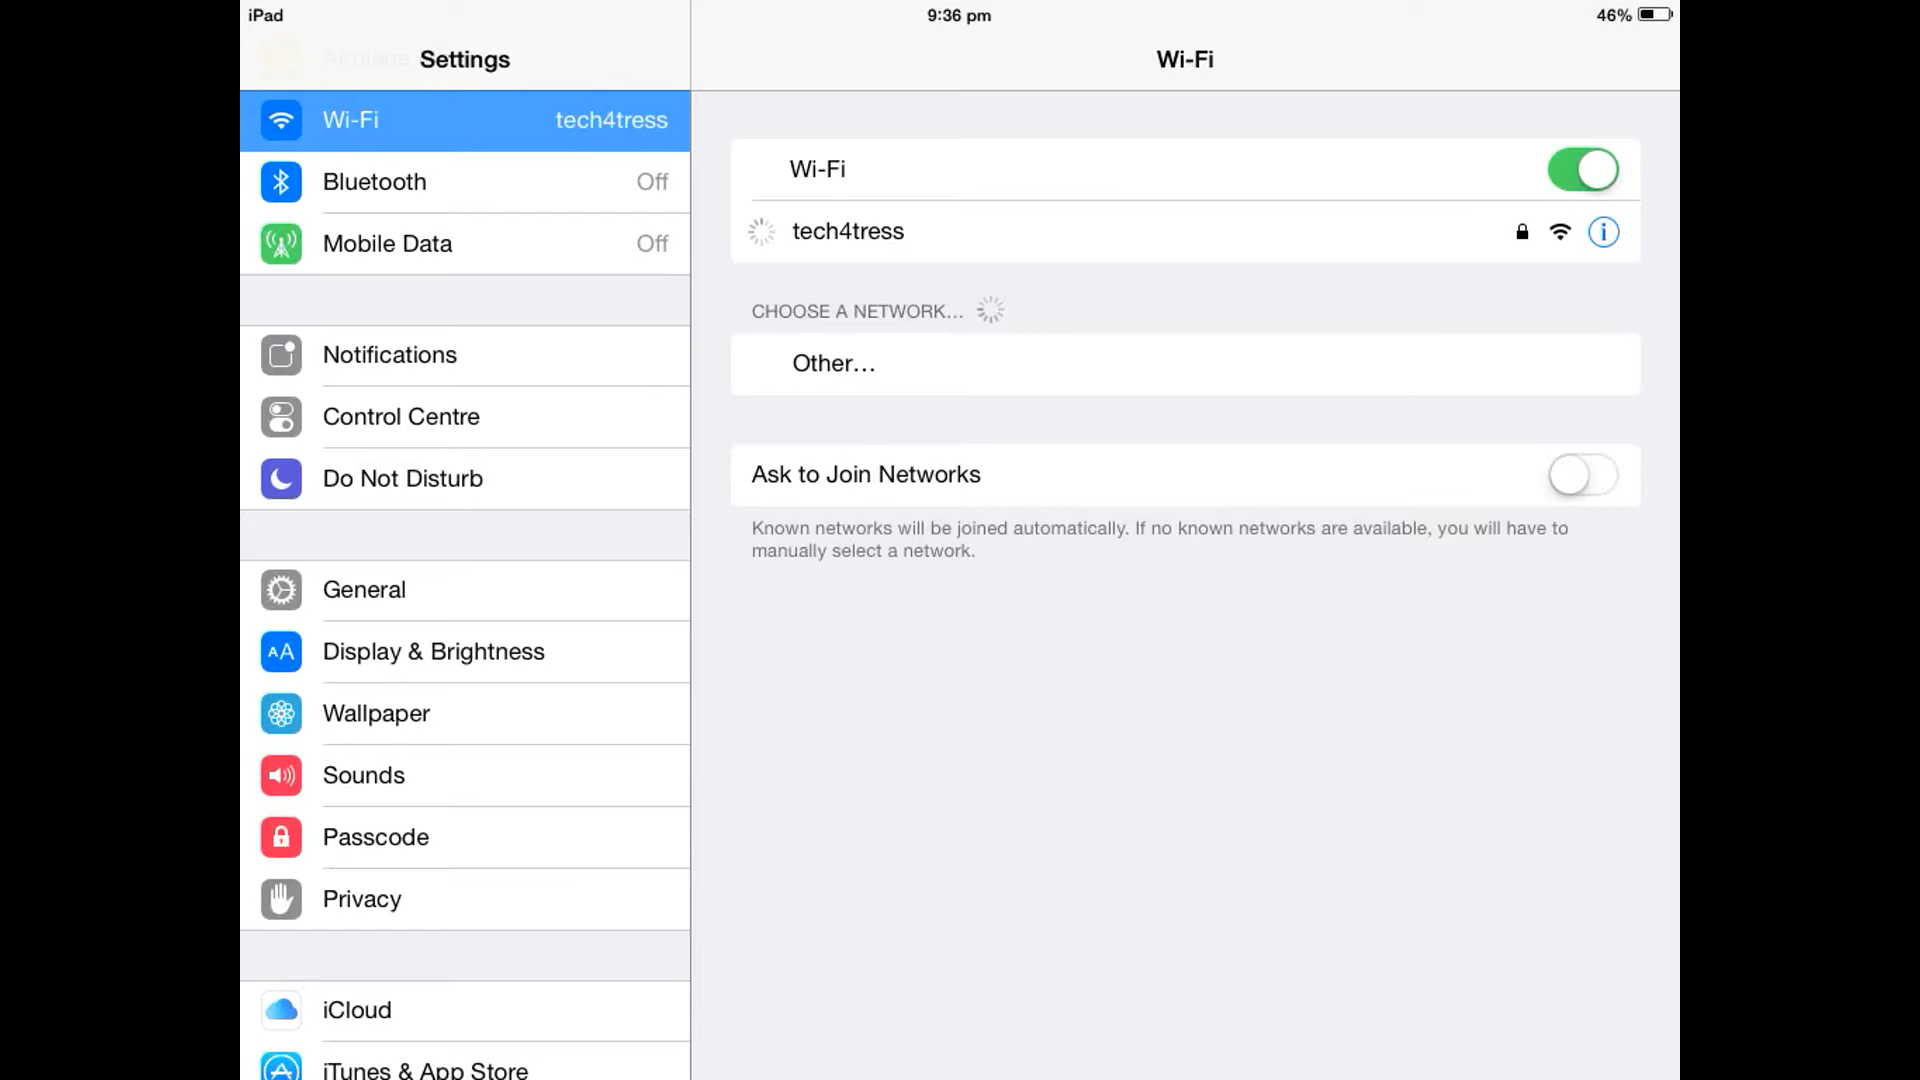 iPad
9:36 pm
46%
Airplane
Settings
Wi-Fi
Wi-Fi
tech4tress
Bluetooth
Off
Mobile Data
Off
Notifications
Control Centre
Do Not Disturb
General
AA
Display & Brightness
Wallpaper
Sounds
Passcode
Privacy
iCloud
iTunes & App Store
Wi-Fi
tech4tress
CHOOSE A NETWORK...
Other...
Ask to Join Networks
Known networks will be joined automatically. If no known networks are available, you will have to
manually select a network.